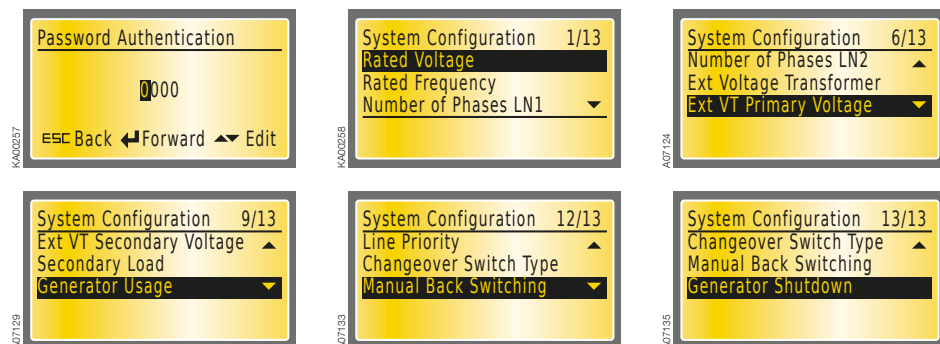 Password Authentication
0000
ESC Back Forward Edit
KA00257
System Configuration 1/13
Rated Voltage
Rated Frequency
Number of Phases LN1
KA00258
System Configuration 6/13
Number of Phases LN2
Ext Voltage Transformer
Ext VT Primary Voltage
A07124
System Configuration 9/13
Ext VT Secondary Voltage
Secondary Load
Generator Usage
A07129
System Configuration 12/13
Line Priority
Changeover Switch Type
Manual Back Switching
A07133
System Configuration 13/13
Changeover Switch Type
Manual Back Switching
Generator Shutdown
A07135